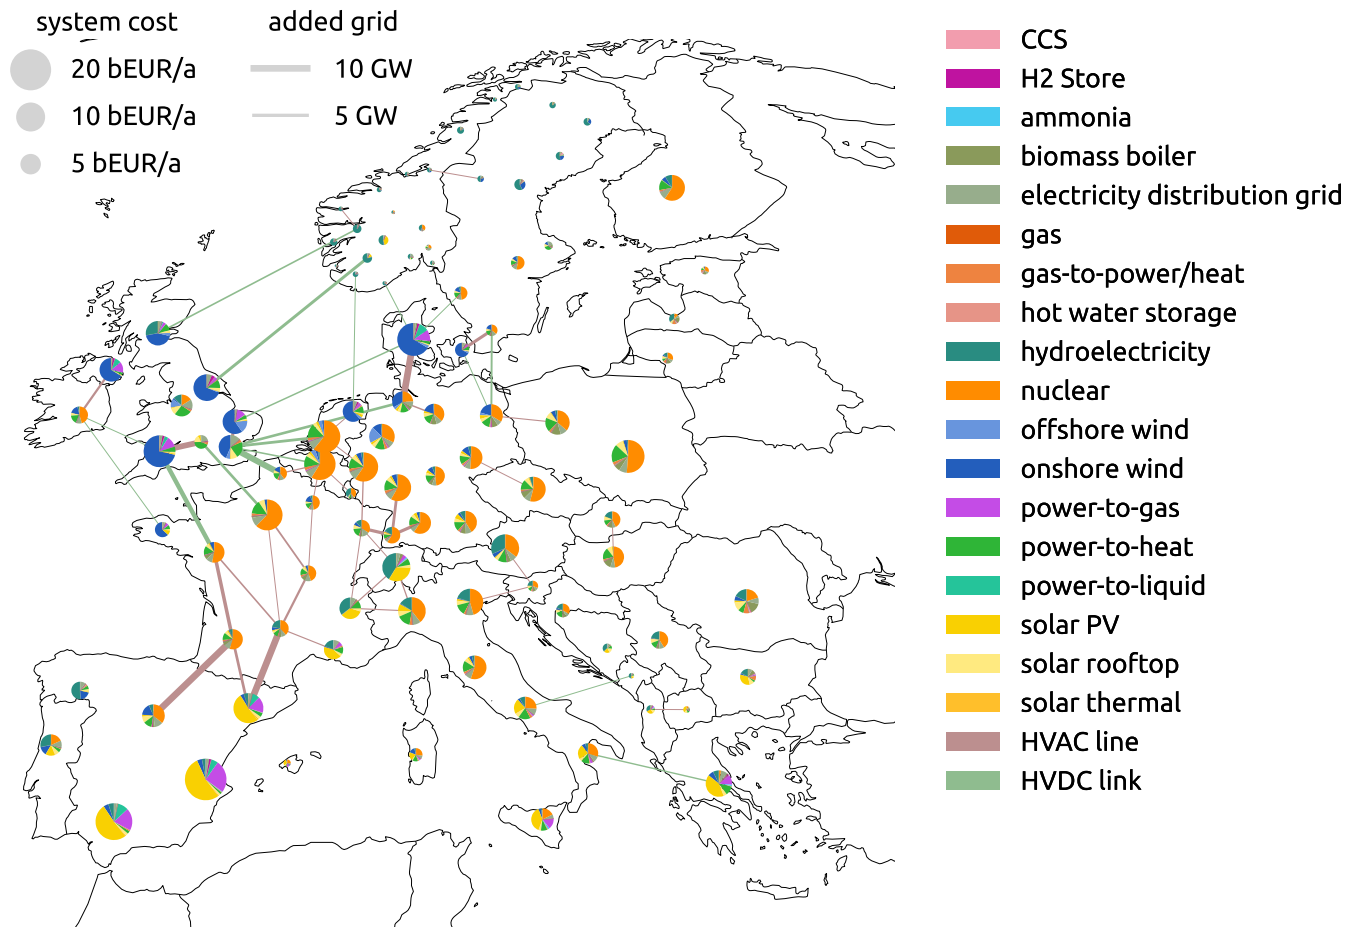 system cost
added grid
20 bEUR/a
10 GW
10 bEUR/a
5 GW
5 bEUR/a
CCS
H2 Store
ammonia
biomass boiler
electricity distribution grid
gas
gas-to-power/heat
hot water storage
hydroelectricity
nuclear
offshore wind
onshore wind
power-to-gas
power-to-heat
power-to-liquid
solar PV
solar rooftop
solar thermal
HVAC line
HVDC link